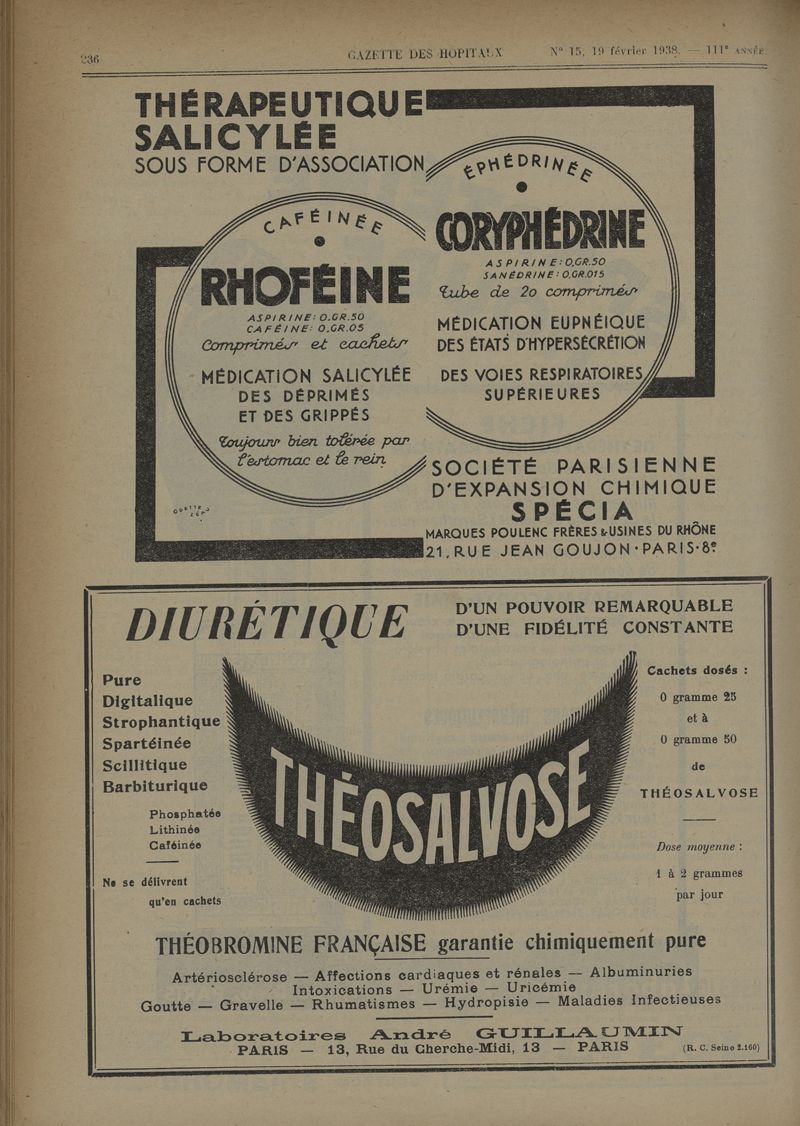 236
GAZETTE DES HOPITAUX
N° 15, 19 février 1938. — 111e ANNÉE.
THÉRAPEUTIQUE
SALICYLÉE
SOUS FORME D'ASSOCIATION
CAFÉINÉE
RHOFÉINE
ASPIRINE: O.GR.50
CAFÉINE: O.GR.05
Comprimés et cachets
MÉDICATION SALICYLÉE
DES DÉPRIMÉS
ET DES GRIPPÉS
Toujours bien tolérée par
l'estomac et le rein
ÉPHÉDRINÉE
CORYPHÉDRINE
ASPIRINE: O,GR.50
SANÉDRINE: O.GR.015
tube de 20 comprimés
MÉDICATION EUPNÉIQUE
DES ÉTATS D'HYPERSÉCRÉTION
DES VOIES RESPIRATOIRES
SUPÉRIEURES
SOCIÉTÉ PARISIENNE
D'EXPANSION CHIMIQUE
SPÉCIA
MARQUES POULENC FRÈRES & USINES DU RHÔNE
21, RUE JEAN GOUJON · PARIS · 8e
DIURÉTIQUE
D'UN POUVOIR REMARQUABLE
D'UNE FIDÉLITÉ CONSTANTE
Pure
Digitalique
Strophantique
Spartéinée
Scillitique
Barbiturique
Phosphatée
Lithinée
Caféinée
Ne se délivrent
qu'en cachets
THÉOSALVOSE
Cachets dosés :
0 gramme 25
et à
0 gramme 50
de
THÉOSALVOSE
Dose moyenne :
1 à 2 grammes
par jour
THÉOBROMINE FRANÇAISE garantie chimiquement pure
Artériosclérose — Affections cardiaques et rénales — Albuminuries
Intoxications — Urémie — Uricémie
Goutte — Gravelle — Rhumatismes — Hydropisie — Maladies Infectieuses
Laboratoires André GUILLAUMIN
PARIS — 13, Rue du Cherche-Midi, 13 — PARIS
(R. C. Seine 2.160)